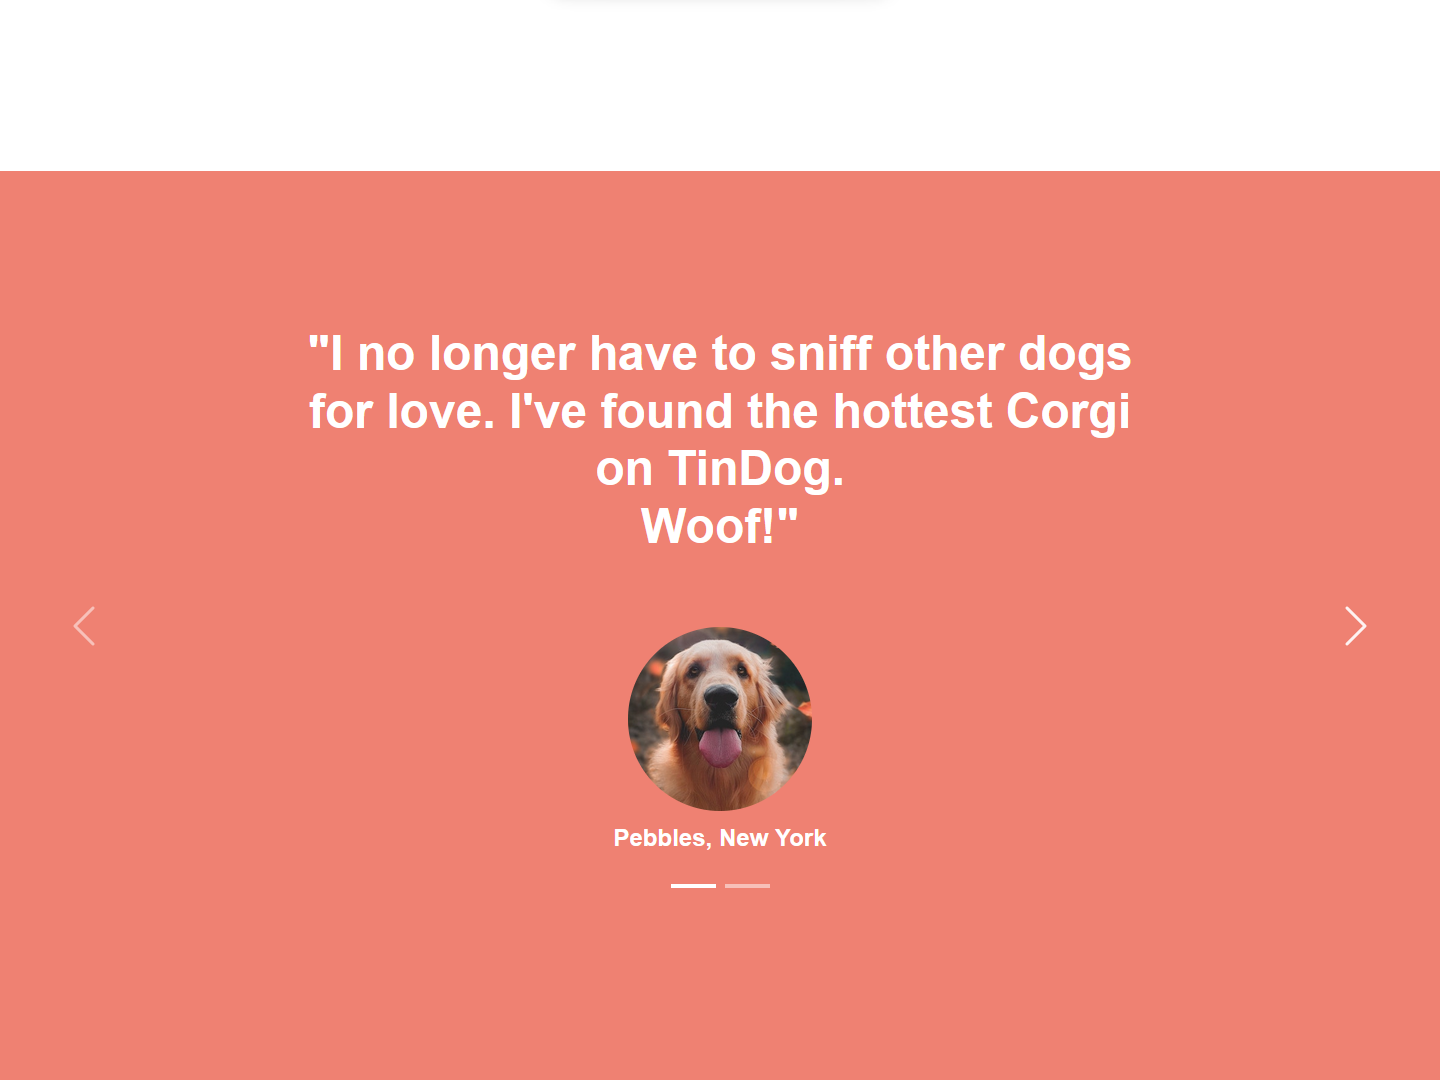 "I no longer have to sniff other dogs
for love. I've found the hottest Corgi
on TinDog.
Woof!"
Pebbles, New York